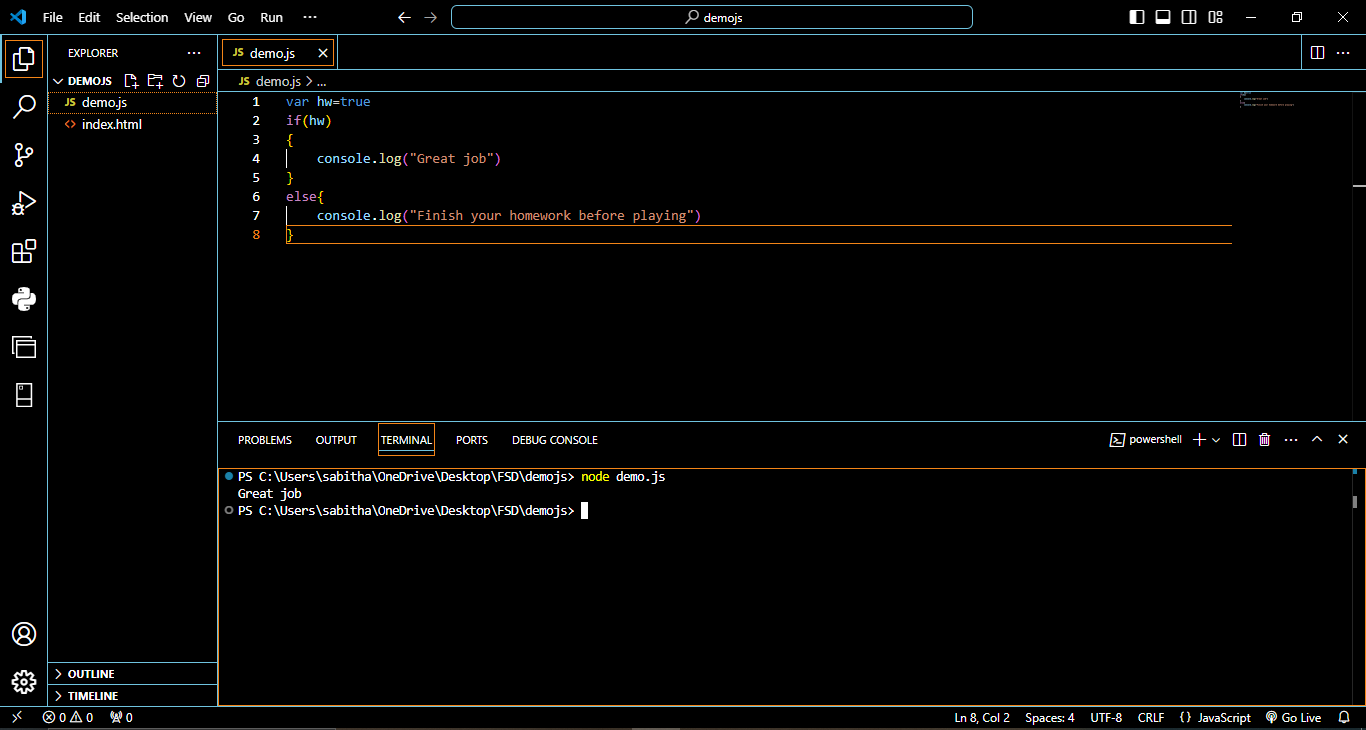 File Edit Selection View Go Run ··· demojs
EXPLORER ···
DEMOJS
JS demo.js
index.html
OUTLINE
TIMELINE
JS demo.js
JS demo.js > ...
1 var hw=true
2 if(hw)
3 {
4 console.log("Great job")
5 }
6 else{
7 console.log("Finish your homework before playing")
8 }
PROBLEMS OUTPUT TERMINAL PORTS DEBUG CONSOLE powershell
PS C:\Users\sabitha\OneDrive\Desktop\FSD\demojs> node demo.js
Great job
PS C:\Users\sabitha\OneDrive\Desktop\FSD\demojs>
0 0 0 Ln 8, Col 2 Spaces: 4 UTF-8 CRLF {} JavaScript Go Live